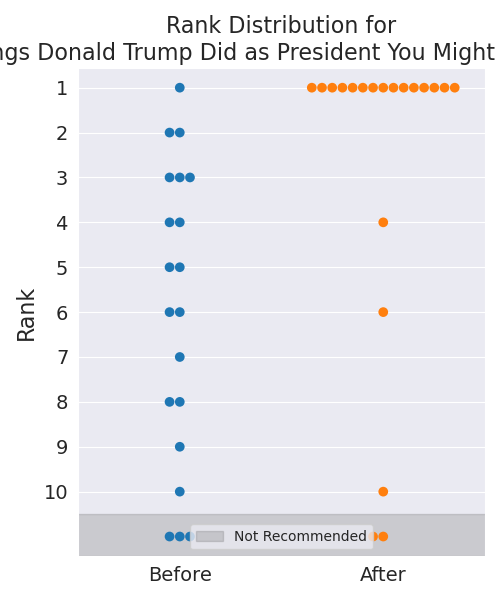 Rank Distribution for
ngs Donald Trump Did as President You Might
1
2
3
4
5
6
7
8
9
10
Rank
Not Recommended
Before After